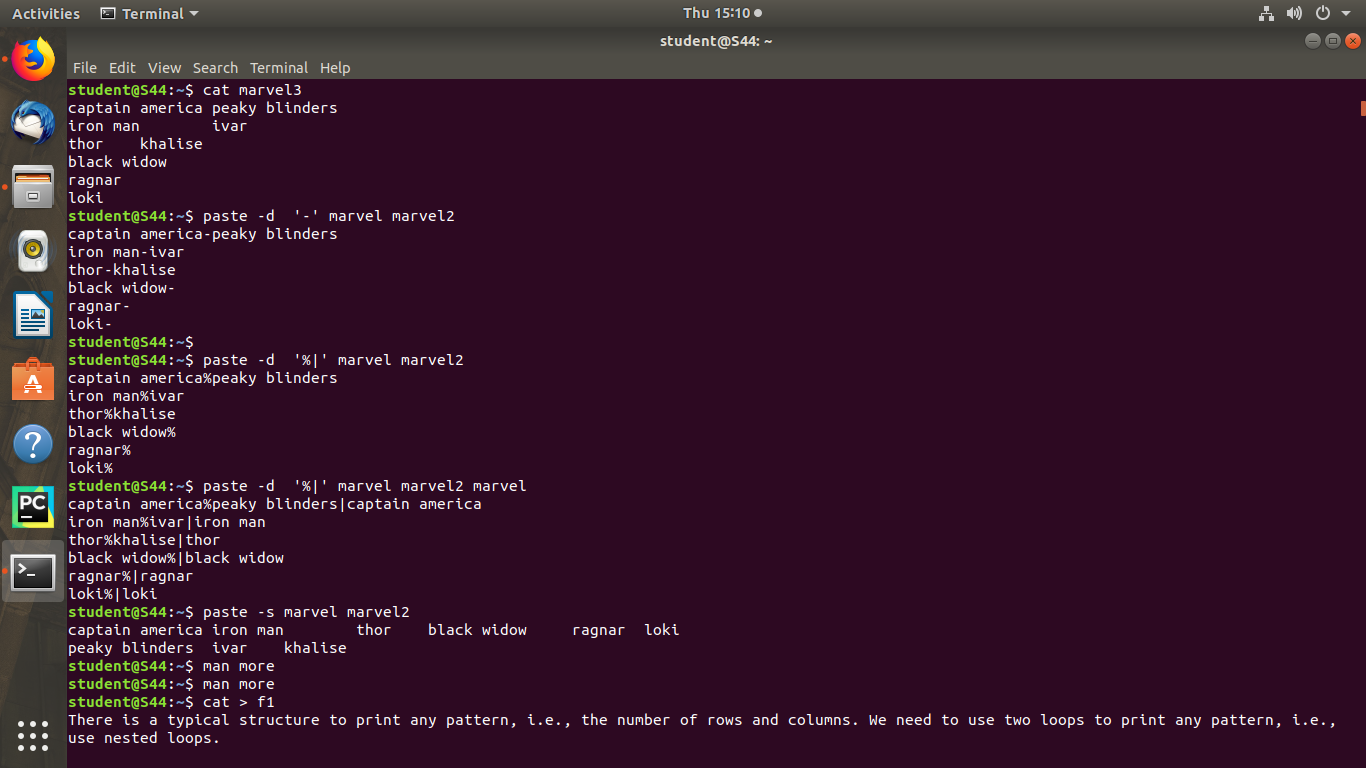 Activities Terminal Thu 15:10
student@S44: ~
File Edit View Search Terminal Help
student@S44:~$ cat marvel3
captain america peaky blinders
iron man        ivar
thor    khalise
black widow
ragnar
loki
student@S44:~$ paste -d  '-' marvel marvel2
captain america-peaky blinders
iron man-ivar
thor-khalise
black widow-
ragnar-
loki-
student@S44:~$
student@S44:~$ paste -d  '%|' marvel marvel2
captain america%peaky blinders
iron man%ivar
thor%khalise
black widow%
ragnar%
loki%
student@S44:~$ paste -d  '%|' marvel marvel2 marvel
captain america%peaky blinders|captain america
iron man%ivar|iron man
thor%khalise|thor
black widow%|black widow
ragnar%|ragnar
loki%|loki
student@S44:~$ paste -s marvel marvel2
captain america iron man        thor    black widow     ragnar  loki
peaky blinders  ivar    khalise
student@S44:~$ man more
student@S44:~$ man more
student@S44:~$ cat > f1
There is a typical structure to print any pattern, i.e., the number of rows and columns. We need to use two loops to print any pattern, i.e.,
use nested loops.
PC